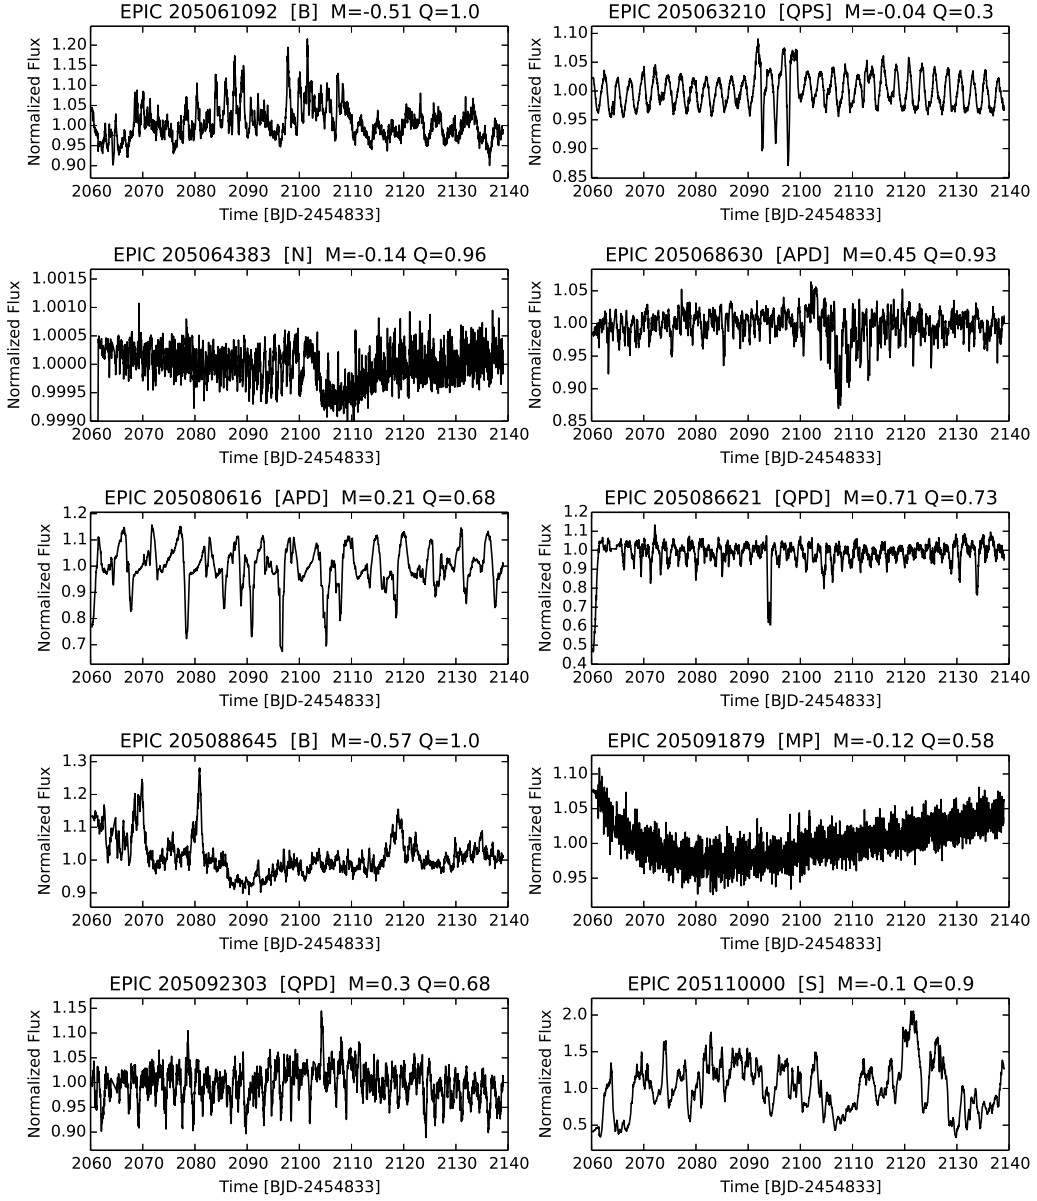 EPIC 205061092 [B] M=-0.51 Q=1.0
Normalized Flux
1.20
1.15
1.10
1.05
1.00
0.95
0.90
2060 2070 2080 2090 2100 2110 2120 2130 2140
Time [BJD-2454833]
EPIC 205063210 [QPS] M=-0.04 Q=0.3
Normalized Flux
1.10
1.05
1.00
0.95
0.90
0.85
2060 2070 2080 2090 2100 2110 2120 2130 2140
Time [BJD-2454833]
EPIC 205064383 [N] M=-0.14 Q=0.96
Normalized Flux
1.0015
1.0010
1.0005
1.0000
0.9995
0.9990
2060 2070 2080 2090 2100 2110 2120 2130 2140
Time [BJD-2454833]
EPIC 205068630 [APD] M=0.45 Q=0.93
Normalized Flux
1.05
1.00
0.95
0.90
0.85
2060 2070 2080 2090 2100 2110 2120 2130 2140
Time [BJD-2454833]
EPIC 205080616 [APD] M=0.21 Q=0.68
Normalized Flux
1.2
1.1
1.0
0.9
0.8
0.7
2060 2070 2080 2090 2100 2110 2120 2130 2140
Time [BJD-2454833]
EPIC 205086621 [QPD] M=0.71 Q=0.73
Normalized Flux
1.2
1.1
1.0
0.9
0.8
0.7
0.6
0.5
0.4
2060 2070 2080 2090 2100 2110 2120 2130 2140
Time [BJD-2454833]
EPIC 205088645 [B] M=-0.57 Q=1.0
Normalized Flux
1.3
1.2
1.1
1.0
0.9
2060 2070 2080 2090 2100 2110 2120 2130 2140
Time [BJD-2454833]
EPIC 205091879 [MP] M=-0.12 Q=0.58
Normalized Flux
1.10
1.05
1.00
0.95
2060 2070 2080 2090 2100 2110 2120 2130 2140
Time [BJD-2454833]
EPIC 205092303 [QPD] M=0.3 Q=0.68
Normalized Flux
1.15
1.10
1.05
1.00
0.95
0.90
2060 2070 2080 2090 2100 2110 2120 2130 2140
Time [BJD-2454833]
EPIC 205110000 [S] M=-0.1 Q=0.9
Normalized Flux
2.0
1.5
1.0
0.5
2060 2070 2080 2090 2100 2110 2120 2130 2140
Time [BJD-2454833]